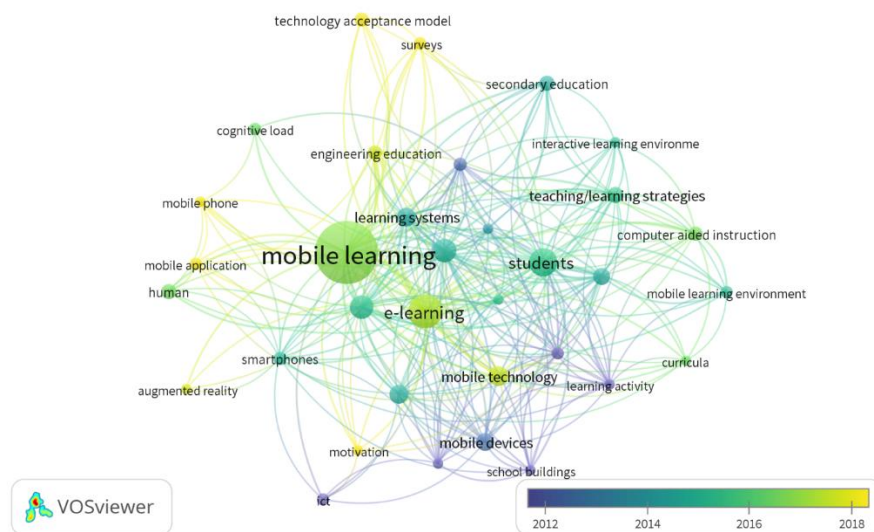 technology acceptance model
surveys
secondary education
cognitive load
interactive learning environme
engineering education
teaching/learning strategies
mobile phone
learning systems
computer aided instruction
mobile learning
students
mobile application
human
mobile learning environment
e-learning
smartphones
curricula
mobile technology
learning activity
augmented reality
mobile devices
motivation
school buildings
ict
VOSviewer
2012 2014 2016 2018